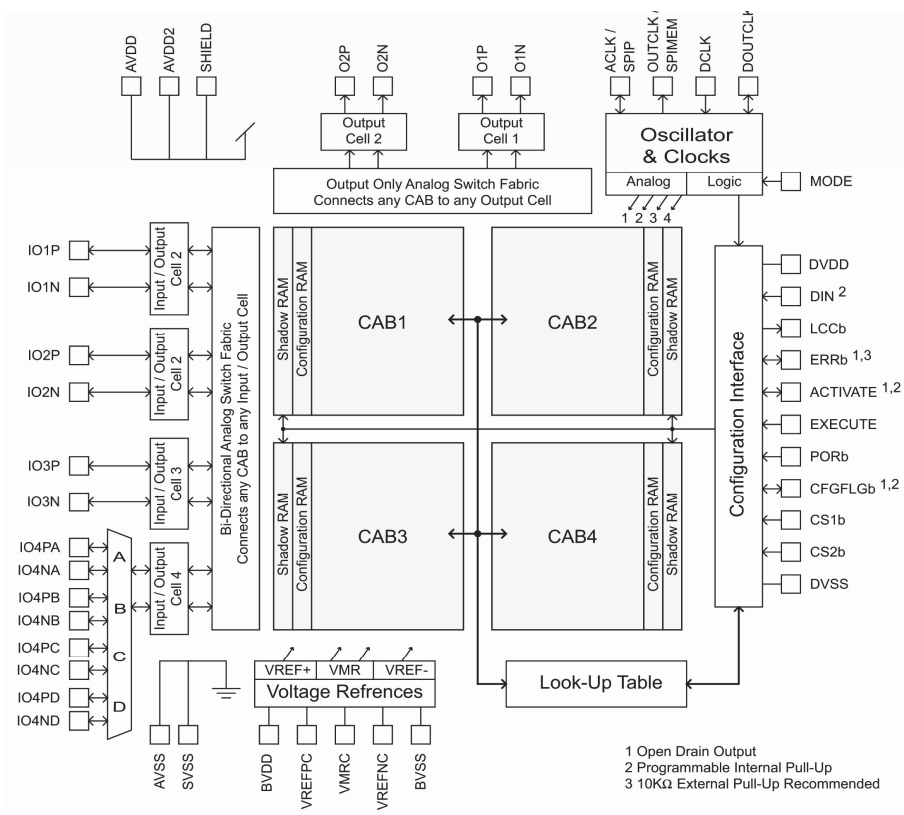 AVDD
AVDD2
SHIELD
O2P
O2N
O1P
O1N
ACLK /
SPIP
OUTCLK /
SPIMEM
DCLK
DOUTCLK
Output
Cell 2
Output
Cell 1
Oscillator
& Clocks
Analog
Logic
MODE
Output Only Analog Switch Fabric
Connects any CAB to any Output Cell
1 2 3 4
IO1P
IO1N
IO2P
IO2N
IO3P
IO3N
IO4PA
IO4NA
IO4PB
IO4NB
IO4PC
IO4NC
IO4PD
IO4ND
A
B
C
D
Input / Output
Cell 2
Input / Output
Cell 2
Input / Output
Cell 3
Input / Output
Cell 4
Bi-Directional Analog Switch Fabric
Connects any CAB to any Input / Output Cell
Shadow RAM
Configuration RAM
CAB1
CAB2
Configuration RAM
Shadow RAM
Shadow RAM
Configuration RAM
CAB3
CAB4
Configuration RAM
Shadow RAM
Configuration Interface
DVDD
DIN 2
LCCb
ERRb 1,3
ACTIVATE 1,2
EXECUTE
PORb
CFGFLGb 1,2
CS1b
CS2b
DVSS
VREF+
VMR
VREF-
Voltage Refrences
Look-Up Table
AVSS
SVSS
BVDD
VREFPC
VMRC
VREFNC
BVSS
1 Open Drain Output
2 Programmable Internal Pull-Up
3 10KΩ External Pull-Up Recommended